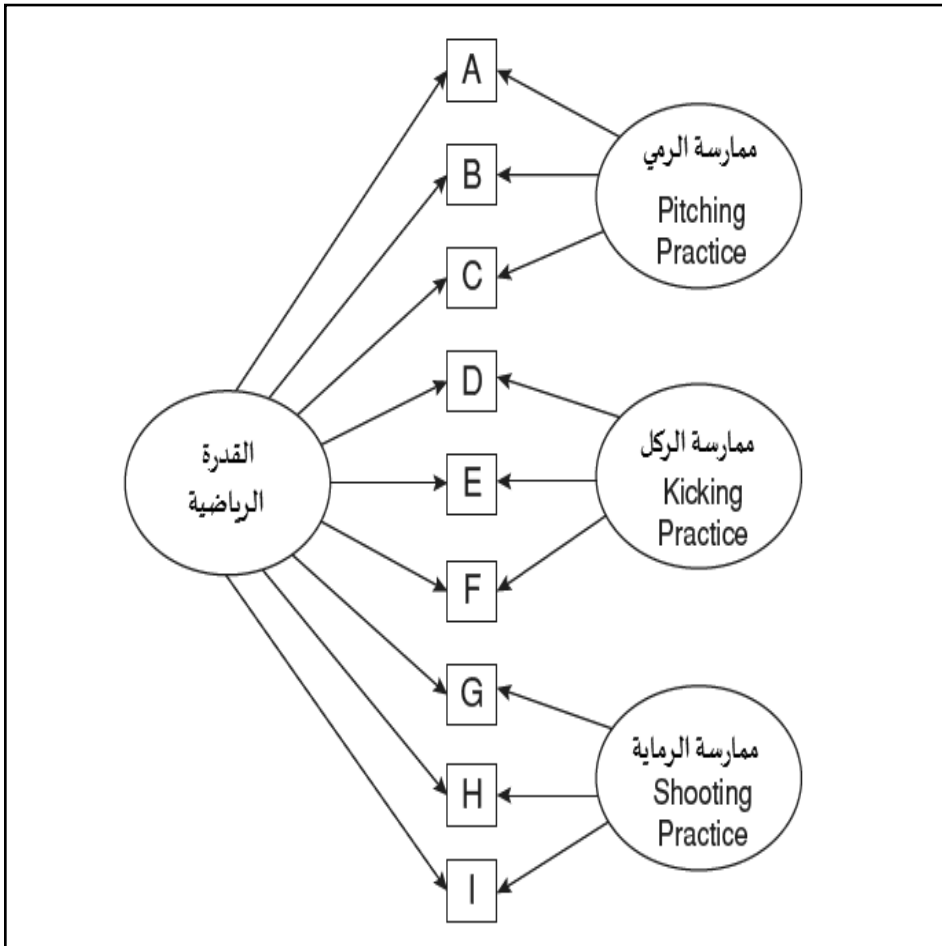 A
ممارسة الرمي
B
Pitching
Practice
C
D
القدرة
الرياضية
ممارسة الركل
E
Kicking
Practice
F
G
ممارسة الرماية
H
Shooting
Practice
I